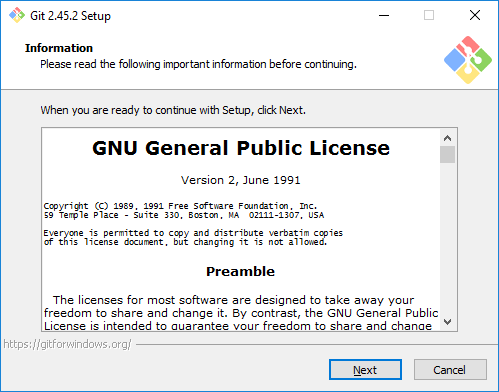 Git 2.45.2 Setup
Information
Please read the following important information before continuing.
When you are ready to continue with Setup, click Next.
GNU General Public License
Version 2, June 1991
Copyright (C) 1989, 1991 Free Software Foundation, Inc.
59 Temple Place - Suite 330, Boston, MA  02111-1307, USA
Everyone is permitted to copy and distribute verbatim copies
of this license document, but changing it is not allowed.
Preamble
The licenses for most software are designed to take away your
freedom to share and change it. By contrast, the GNU General Public
License is intended to guarantee your freedom to share and change
https://gitforwindows.org/
Next
Cancel